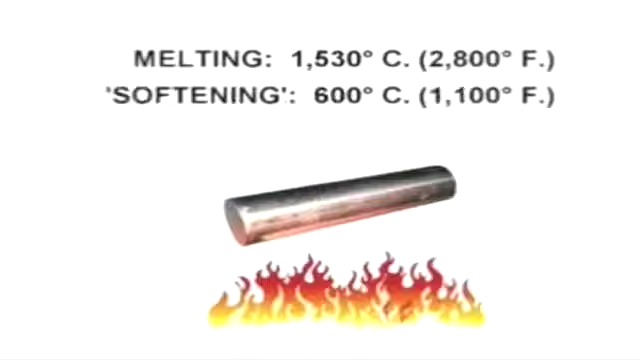 MELTING: 1,530° C. (2,800° F.)
'SOFTENING': 600° C. (1,100° F.)